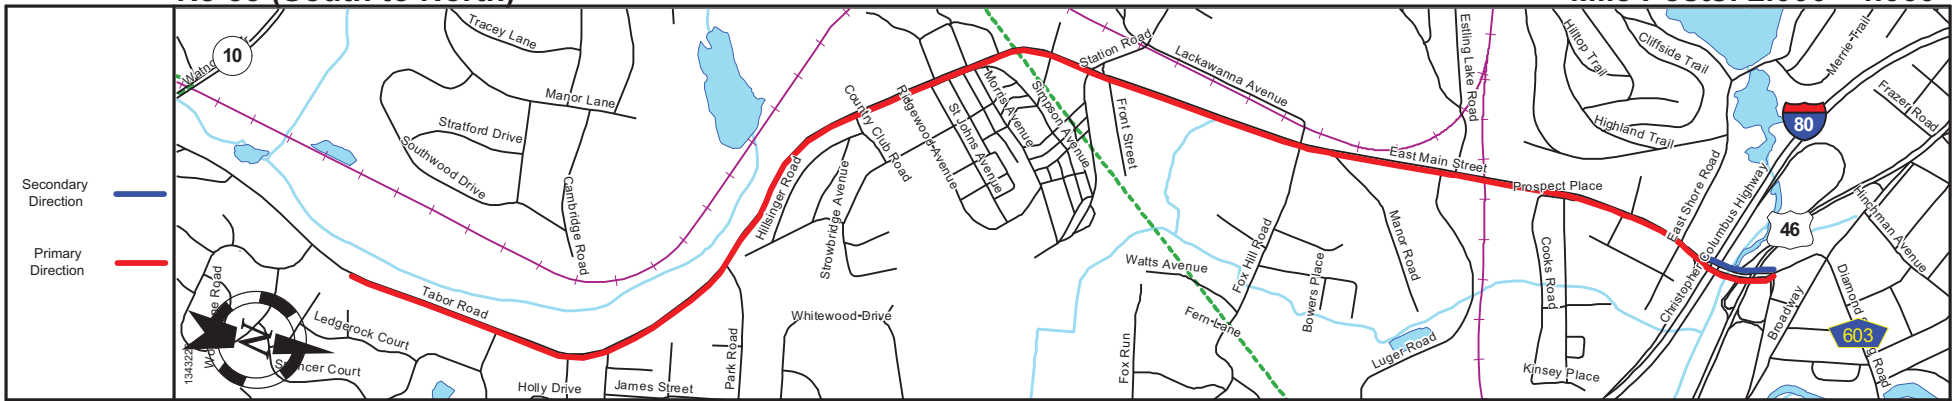 Secondary
Direction
Primary
Direction
10
Tracey Lane
Manor Lane
Stratford Drive
Southwood Drive
Cambridge Road
Tabor Road
Ledgerock Court
Court
134322
N
Holly Drive
James Street
Park Road
Hillsinger Road
Strowbridge Avenue
Whitewood Drive
Country Club Road
Ridgewood Avenue
St Johns Avenue
Morris Avenue
Simpson Avenue
Front Street
Station Road
Lackawanna Avenue
Watts Avenue
Fern Lane
Fox Run
Fox Hill Road
Bowers Place
Manor Road
Luger Road
East Main Street
Estling Lake Road
Prospect Place
Cooks Road
Kinsey Place
Hilltop Trail
Cliffside Trail
Highland Trail
East Shore Road
Christopher Columbus Highway
Merrie Trail
Frazer Road
80
46
Hinchman Avenue
Broadway
Diamond
Road
603